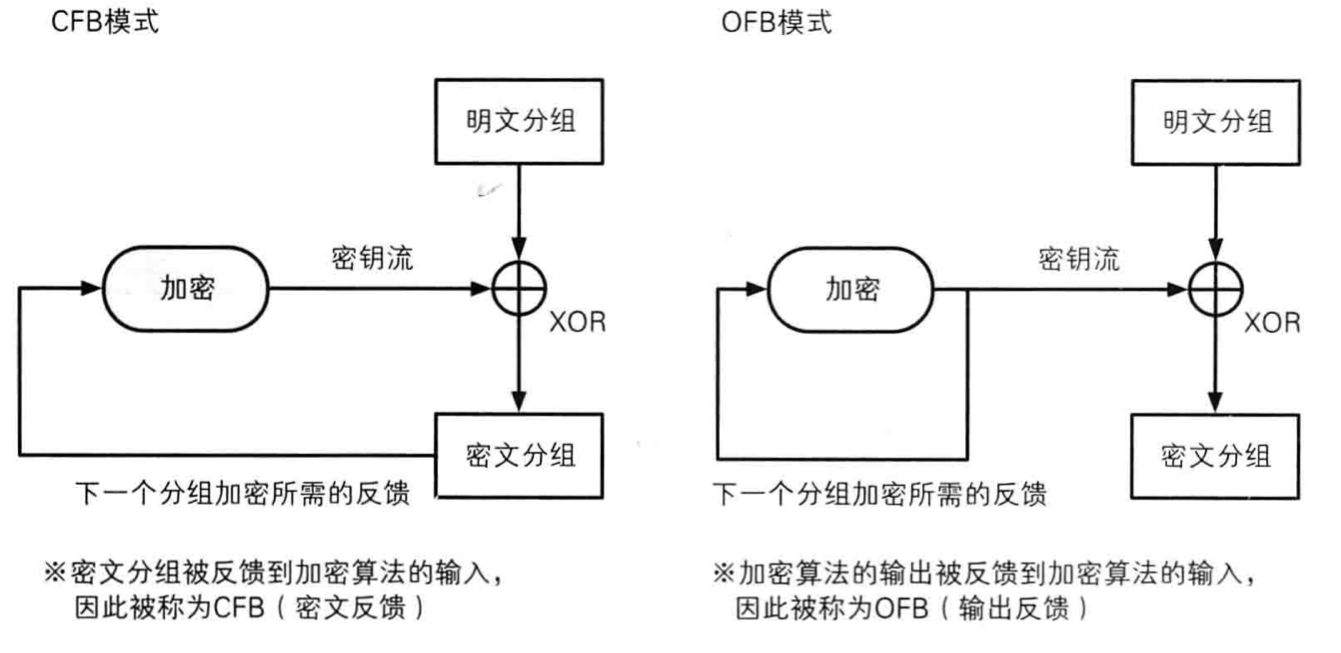 CFB模式
明文分组
加密
密钥流
XOR
密文分组
下一个分组加密所需的反馈
※密文分组被反馈到加密算法的输入，
因此被称为CFB（密文反馈）
OFB模式
明文分组
加密
密钥流
XOR
密文分组
下一个分组加密所需的反馈
※加密算法的输出被反馈到加密算法的输入，
因此被称为OFB（输出反馈）